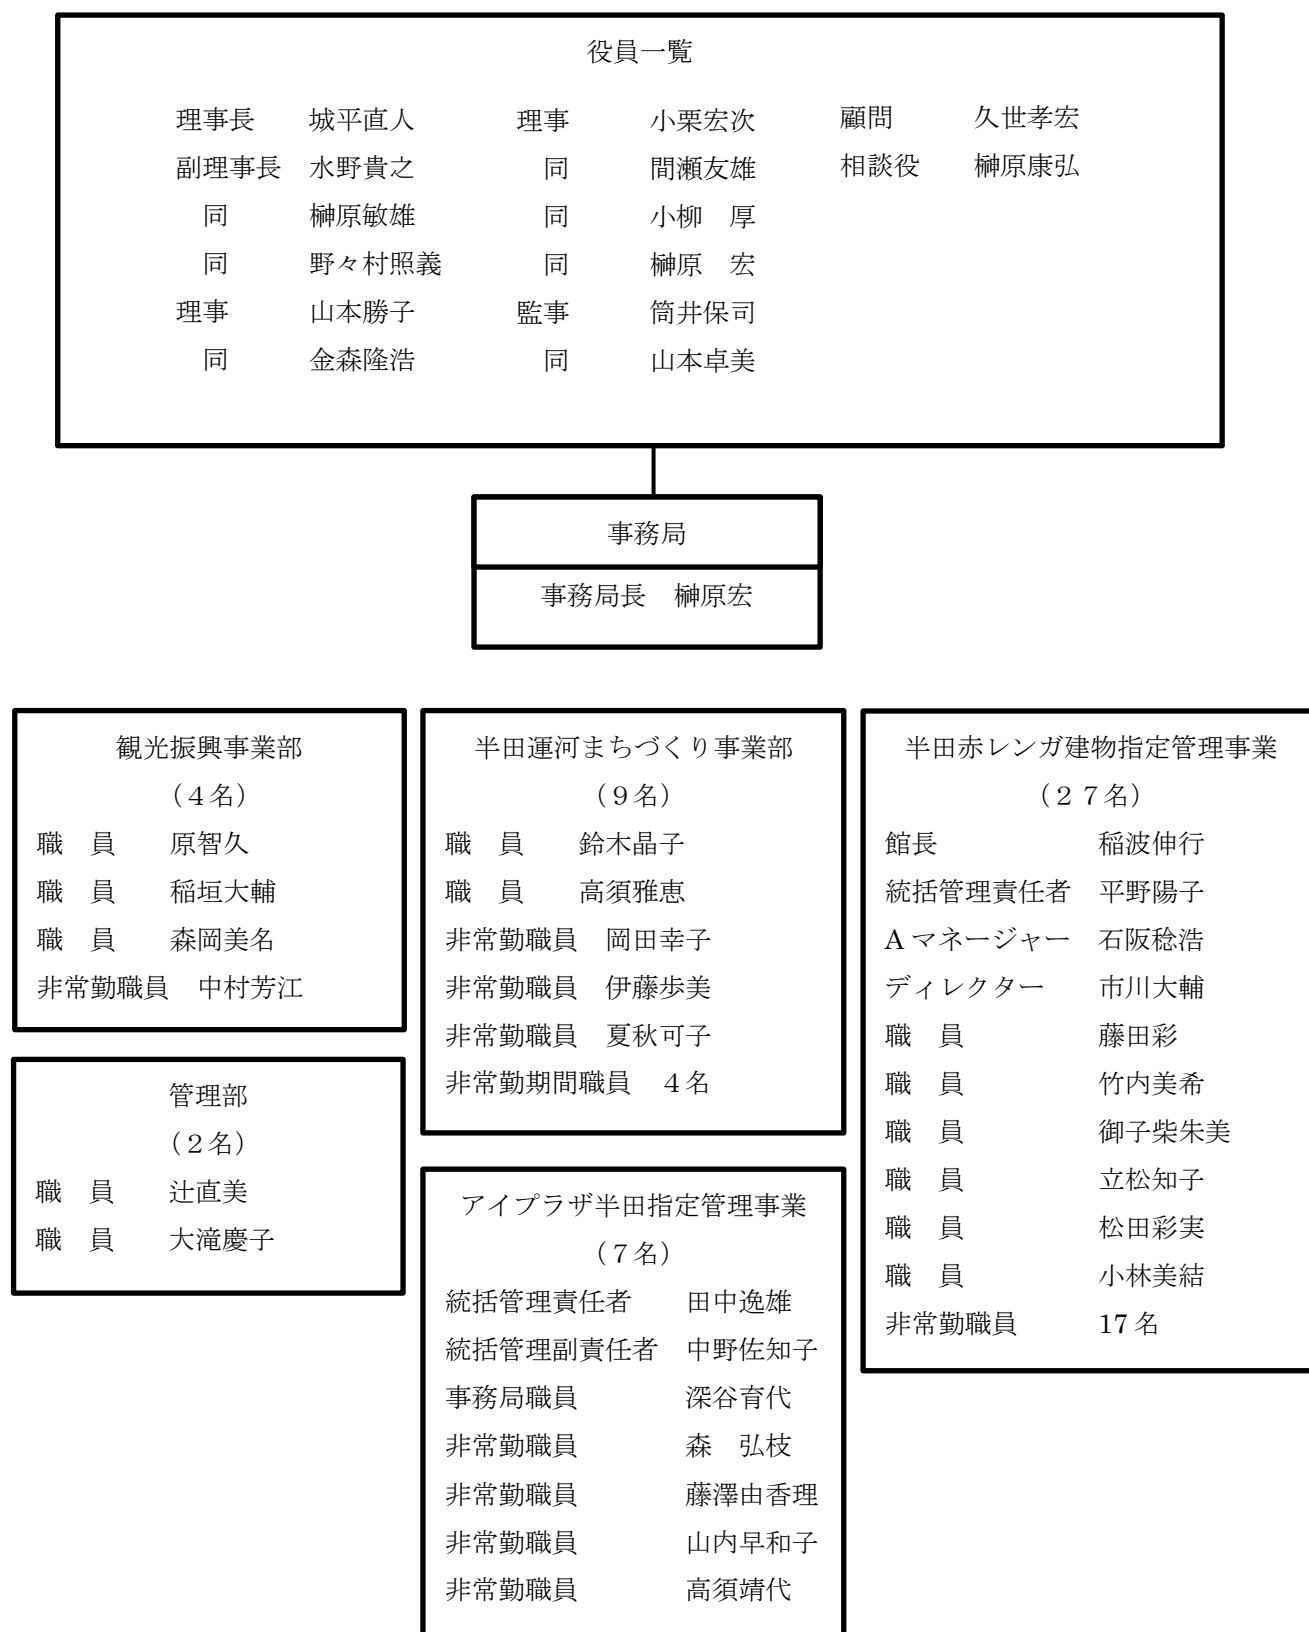 役員一覧
理事長 城平直人 理事 小栗宏次 顧問 久世孝宏
副理事長 水野貴之 同 間瀬友雄 相談役 榊原康弘
同 榊原敏雄 同 小柳　厚
同 野々村照義 同 榊原　宏
理事 山本勝子 監事 筒井保司
同 金森隆浩 同 山本卓美
事務局
事務局長　榊原宏
観光振興事業部
（４名）
職　員 原智久
職　員 稲垣大輔
職　員 森岡美名
非常勤職員　中村芳江
管理部
（２名）
職　員 辻直美
職　員 大滝慶子
半田運河まちづくり事業部
（９名）
職　員 鈴木晶子
職　員 高須雅恵
非常勤職員　岡田幸子
非常勤職員　伊藤歩美
非常勤職員　夏秋可子
非常勤期間職員　４名
アイプラザ半田指定管理事業
（７名）
統括管理責任者 田中逸雄
統括管理副責任者 中野佐知子
事務局職員 深谷育代
非常勤職員 森　弘枝
非常勤職員 藤澤由香理
非常勤職員 山内早和子
非常勤職員 高須靖代
半田赤レンガ建物指定管理事業
（２７名）
館長 稲波伸行
統括管理責任者 平野陽子
A マネージャー 石阪稔浩
ディレクター 市川大輔
職　員 藤田彩
職　員 竹内美希
職　員 御子柴朱美
職　員 立松知子
職　員 松田彩実
職　員 小林美結
非常勤職員 17 名